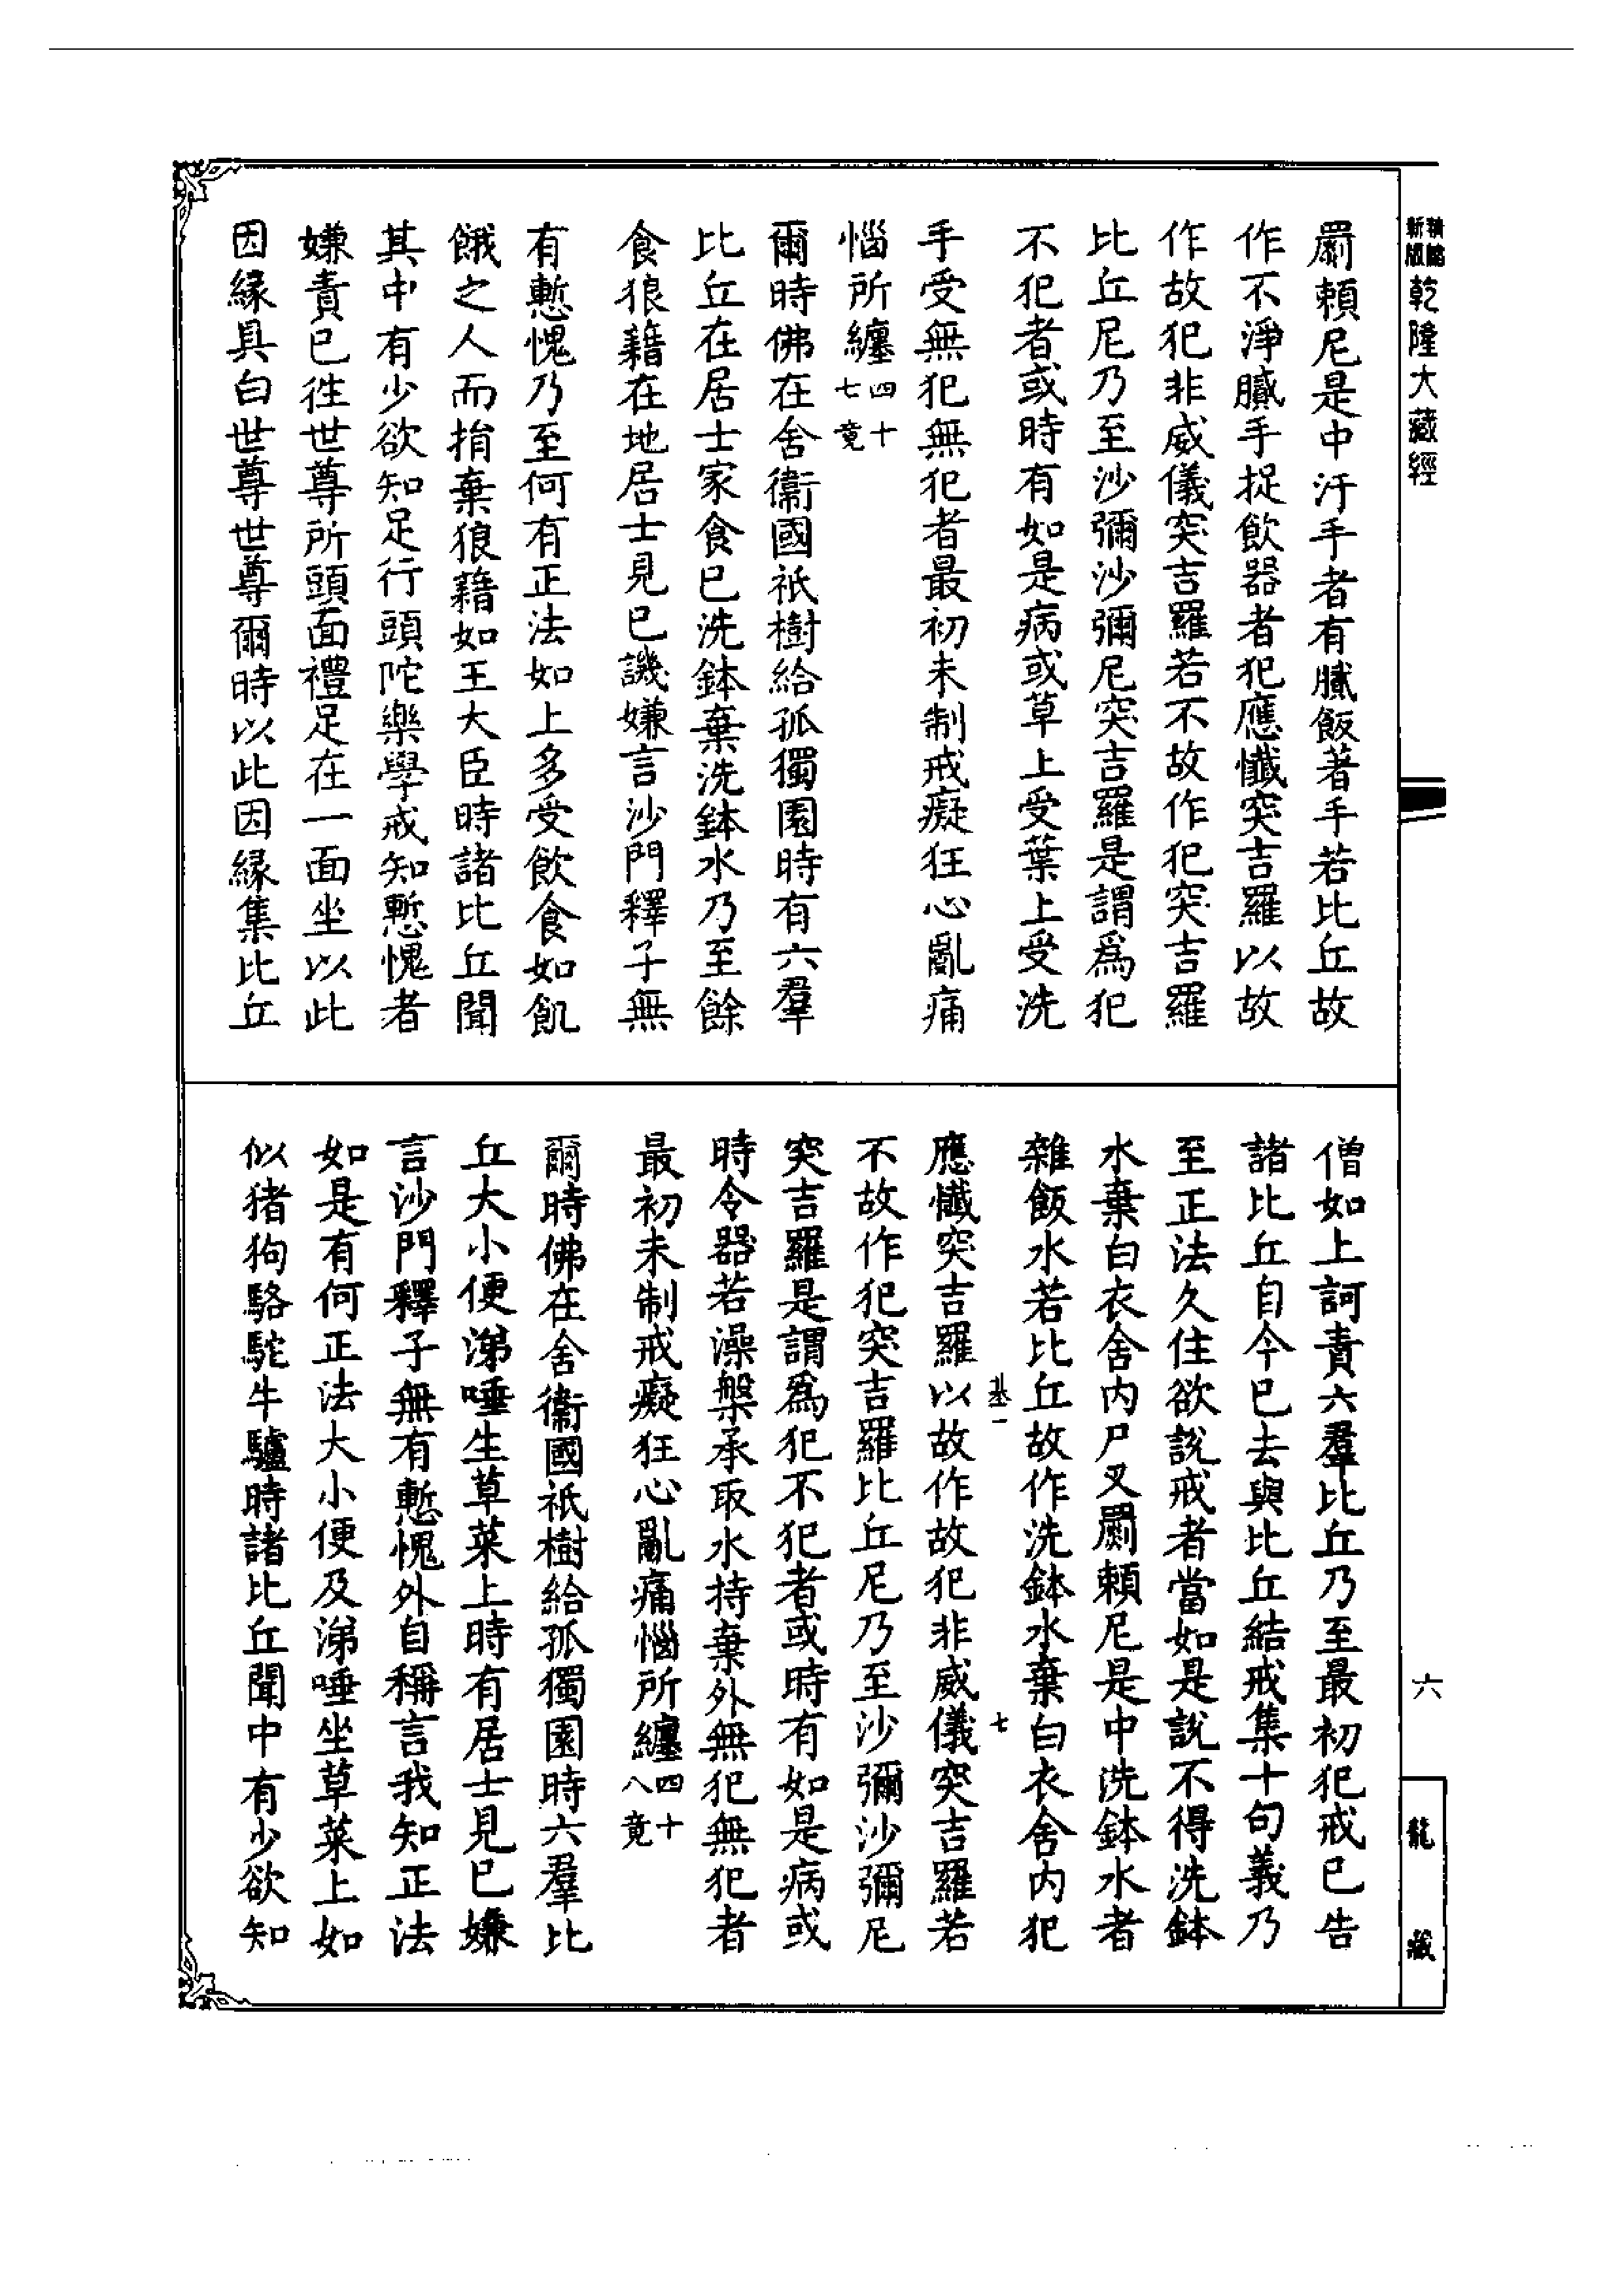 新版
精縮
乾隆大藏經
罽賴尼是中汙手者有膩飯著手若比丘故
作不淨膩手捉飲器者犯應懺突吉羅以故
作故犯非威儀突吉羅若不故作犯突吉羅
比丘尼乃至沙彌沙彌尼突吉羅是謂爲犯
不犯者或時有如是病或草上受葉上受洗
手受無犯無犯者最初未制戒癡狂心亂痛
惱所纏四十七竟
爾時佛在舍衞國祇樹給孤獨園時有六羣
比丘在居士家食已洗鉢棄洗鉢水乃至餘
食狼藉在地居士見已譏嫌言沙門釋子無
有慙愧乃至何有正法如上多受飲食如飢
餓之人而捐棄狼藉如王大臣時諸比丘聞
其中有少欲知足行頭陀樂學戒知慙愧者
嫌責已徃世尊所頭面禮足在一面坐以此
因緣具白世尊世尊爾時以此因緣集比丘
僧如上訶責六羣比丘乃至最初犯戒已告
諸比丘自今已去與比丘結戒集十句義乃
至正法久住欲說戒者當如是說不得洗鉢
水棄白衣舍内尸叉罽賴尼是中洗鉢水者
雜飯水若比丘故作洗鉢水棄白衣舍内犯
基一
七
應懺突吉羅以故作故犯非威儀突吉羅若
不故作犯突吉羅比丘尼乃至沙彌沙彌尼
突吉羅是謂爲犯不犯者或時有如是病或
時令器若澡槃承取水持棄外無犯無犯者
最初未制戒癡狂心亂痛惱所纏四十八竟
爾時佛在舍衞國祇樹給孤獨園時六羣比
丘大小便涕唾生草菜上時有居士見已嫌
言沙門釋子無有慙愧外自稱言我知正法
如是有何正法大小便及涕唾坐草菜上如
似猪狗駱駝牛驢時諸比丘聞中有少欲知
六
龍藏